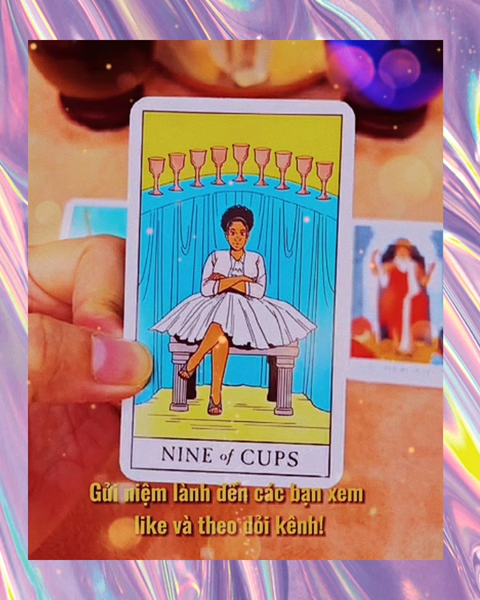 NINE of CUPS
Gửi niệm lành đến các bạn xem
like và theo dõi kênh!